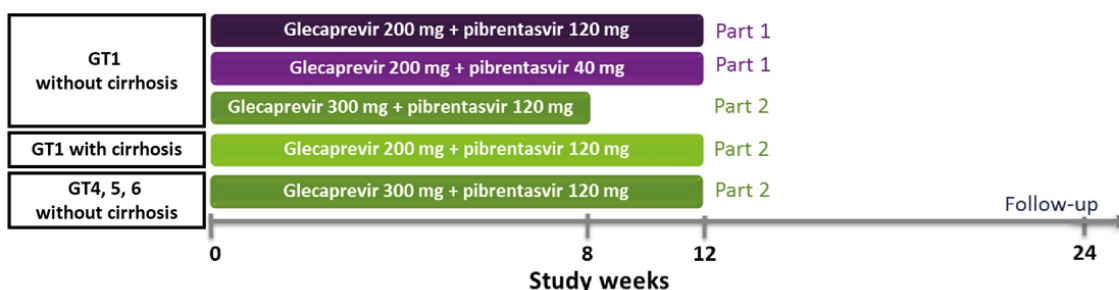 GT1
without cirrhosis
Glecaprevir 200 mg + pibrentasvir 120 mg
Part 1
Glecaprevir 200 mg + pibrentasvir 40 mg
Part 1
Glecaprevir 300 mg + pibrentasvir 120 mg
Part 2
GT1 with cirrhosis
Glecaprevir 200 mg + pibrentasvir 120 mg
Part 2
GT4, 5, 6
without cirrhosis
Glecaprevir 300 mg + pibrentasvir 120 mg
Part 2
Follow-up
0 8 12 24
Study weeks